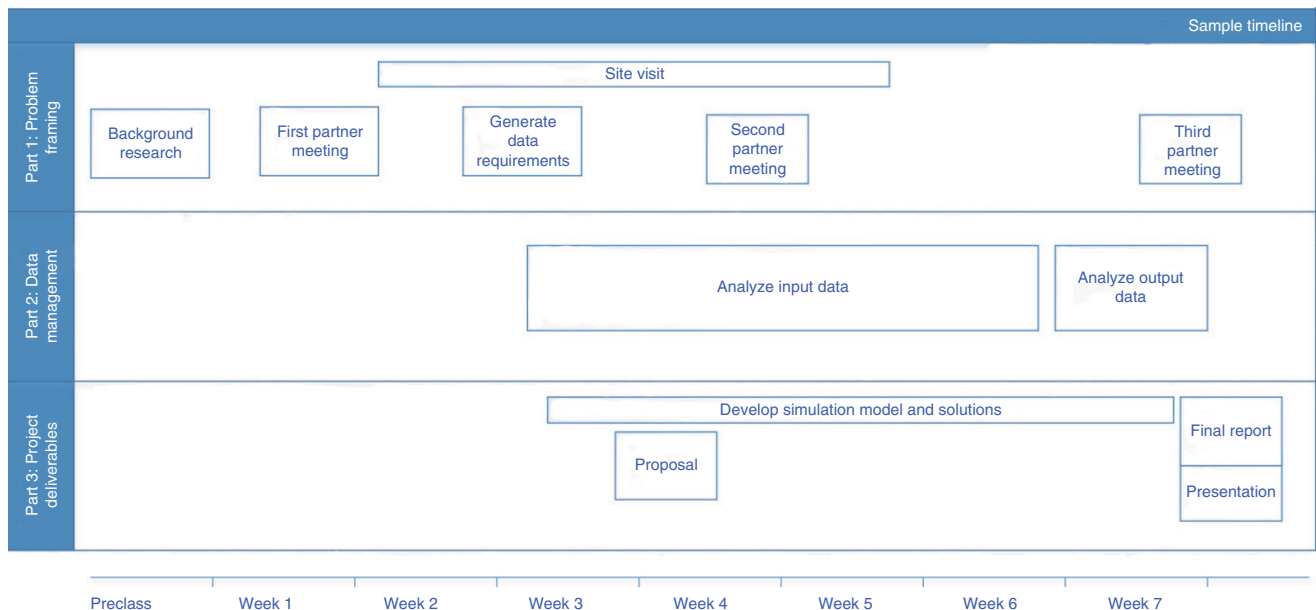 Sample timeline
Part 1: Problem
framing
Site visit
Background
research
First partner
meeting
Generate
data
requirements
Second
partner
meeting
Third
partner
meeting
Part 2: Data
management
Analyze input data
Analyze output
data
Part 3: Project
deliverables
Develop simulation model and solutions
Proposal
Final report
Presentation
Preclass
Week 1
Week 2
Week 3
Week 4
Week 5
Week 6
Week 7